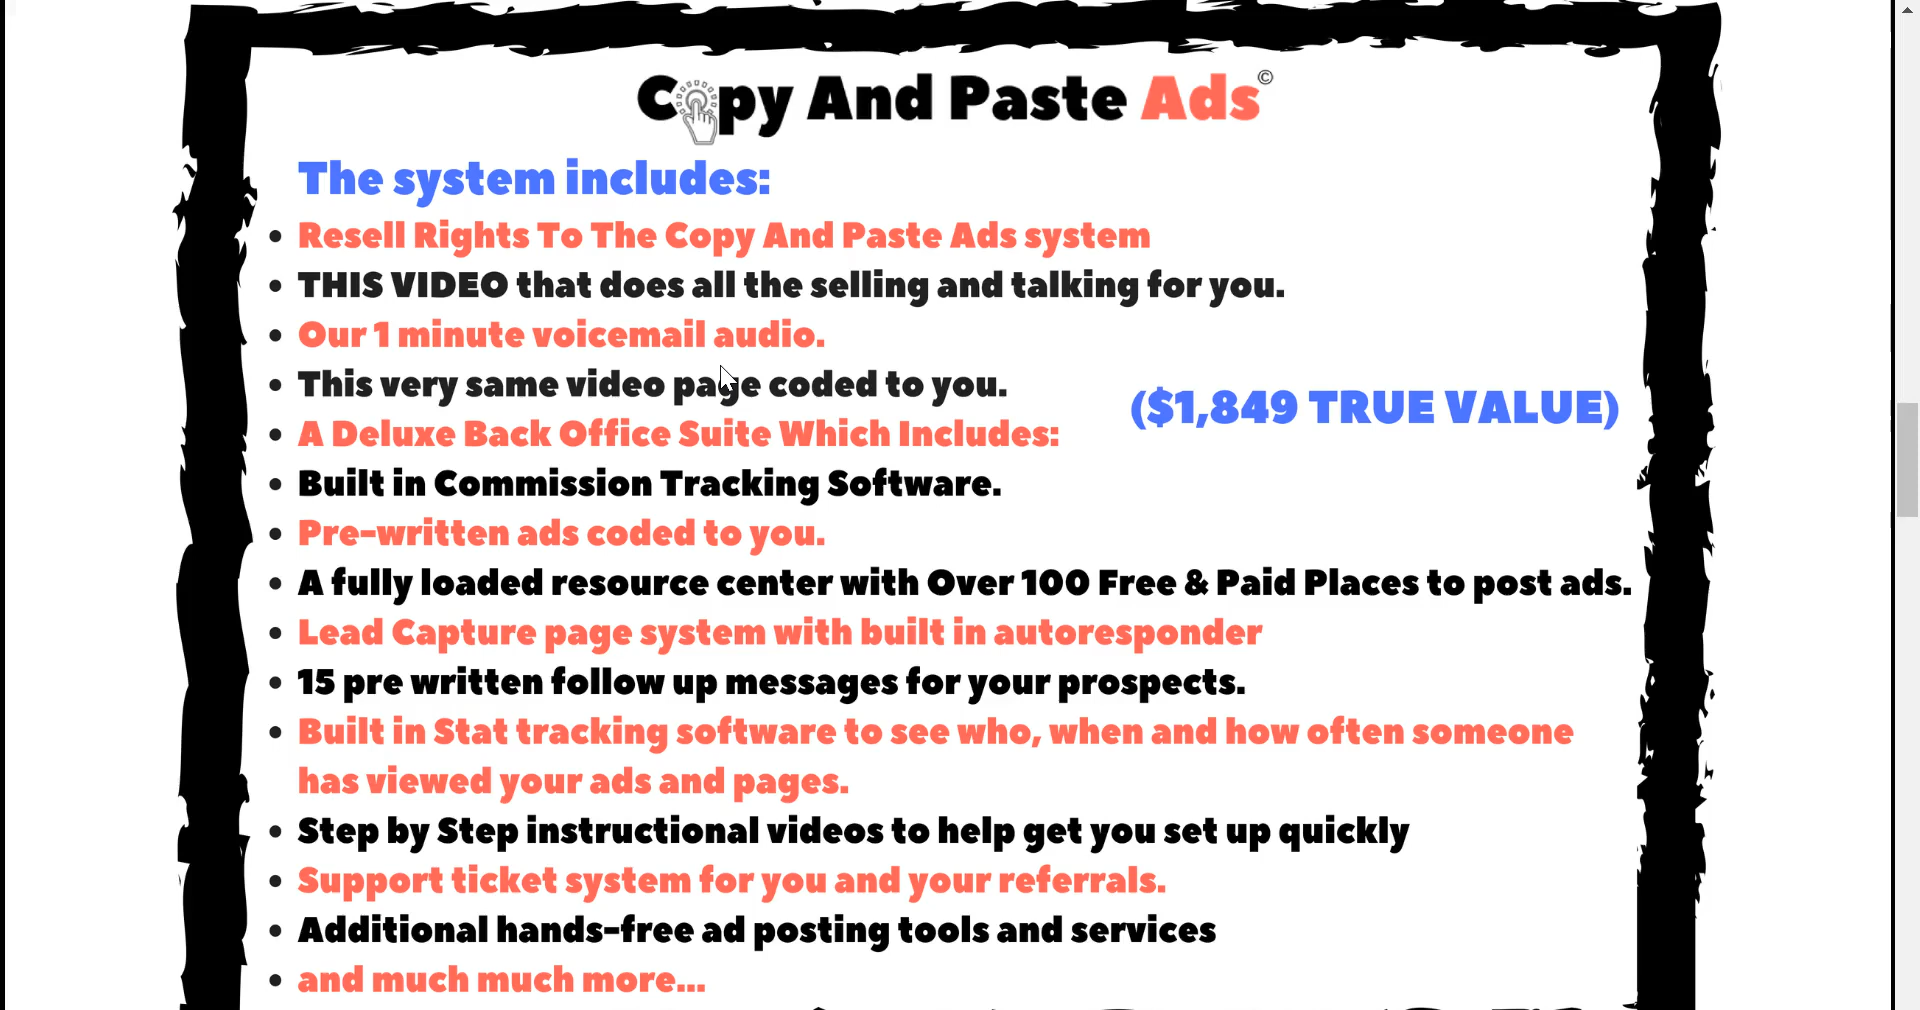 Copy And Paste Ads©
The system includes:
• Resell Rights To The Copy And Paste Ads system
• THIS VIDEO that does all the selling and talking for you.
• Our 1 minute voicemail audio.
• This very same video page coded to you.
($1,849 TRUE VALUE)
• A Deluxe Back Office Suite Which Includes:
• Built in Commission Tracking Software.
• Pre-written ads coded to you.
• A fully loaded resource center with Over 100 Free & Paid Places to post ads.
• Lead Capture page system with built in autoresponder
• 15 pre written follow up messages for your prospects.
• Built in Stat tracking software to see who, when and how often someone
has viewed your ads and pages.
• Step by Step instructional videos to help get you set up quickly
• Support ticket system for you and your referrals.
• Additional hands-free ad posting tools and services
• and much much more...